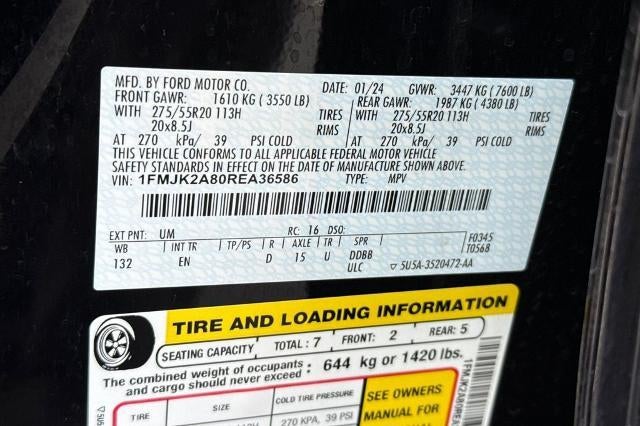 MFD. BY FORD MOTOR CO. DATE: 01/24 GVWR: 3447 KG ( 7600 LB)
FRONT GAWR: 1610 KG ( 3550 LB) REAR GAWR: 1987 KG ( 4380 LB)
WITH 275/55R20 113H TIRES WITH 275/55R20 113H TIRES
20x8.5J RIMS 20x8.5J RIMS
AT 270 kPa/ 39 PSI COLD AT 270 kPa/ 39 PSI COLD
THIS VEHICLE CONFORMS TO ALL APPLICABLE FEDERAL MOTOR VEHICLE
SAFETY STANDARDS IN EFFECT ON THE DATE OF MANUFACTURE SHOWN ABOVE.
VIN: 1FMJK2A80REA36586 TYPE: MPV
EXT PNT: UM RC: 16 DSO: F0345
WB INT TR TP/PS R AXLE TR SPR T0568
132 EN D 15 U DDBB
ULC ▽ 5U5A-3520472-AA
TIRE AND LOADING INFORMATION
SEATING CAPACITY TOTAL: 7 FRONT: 2 REAR: 5
The combined weight of occupants and cargo should never exceed : 644 kg or 1420 lbs.
TIRE SIZE COLD TIRE PRESSURE SEE OWNERS
270 KPA, 39 PSI MANUAL FOR
1FMJK2A80REA